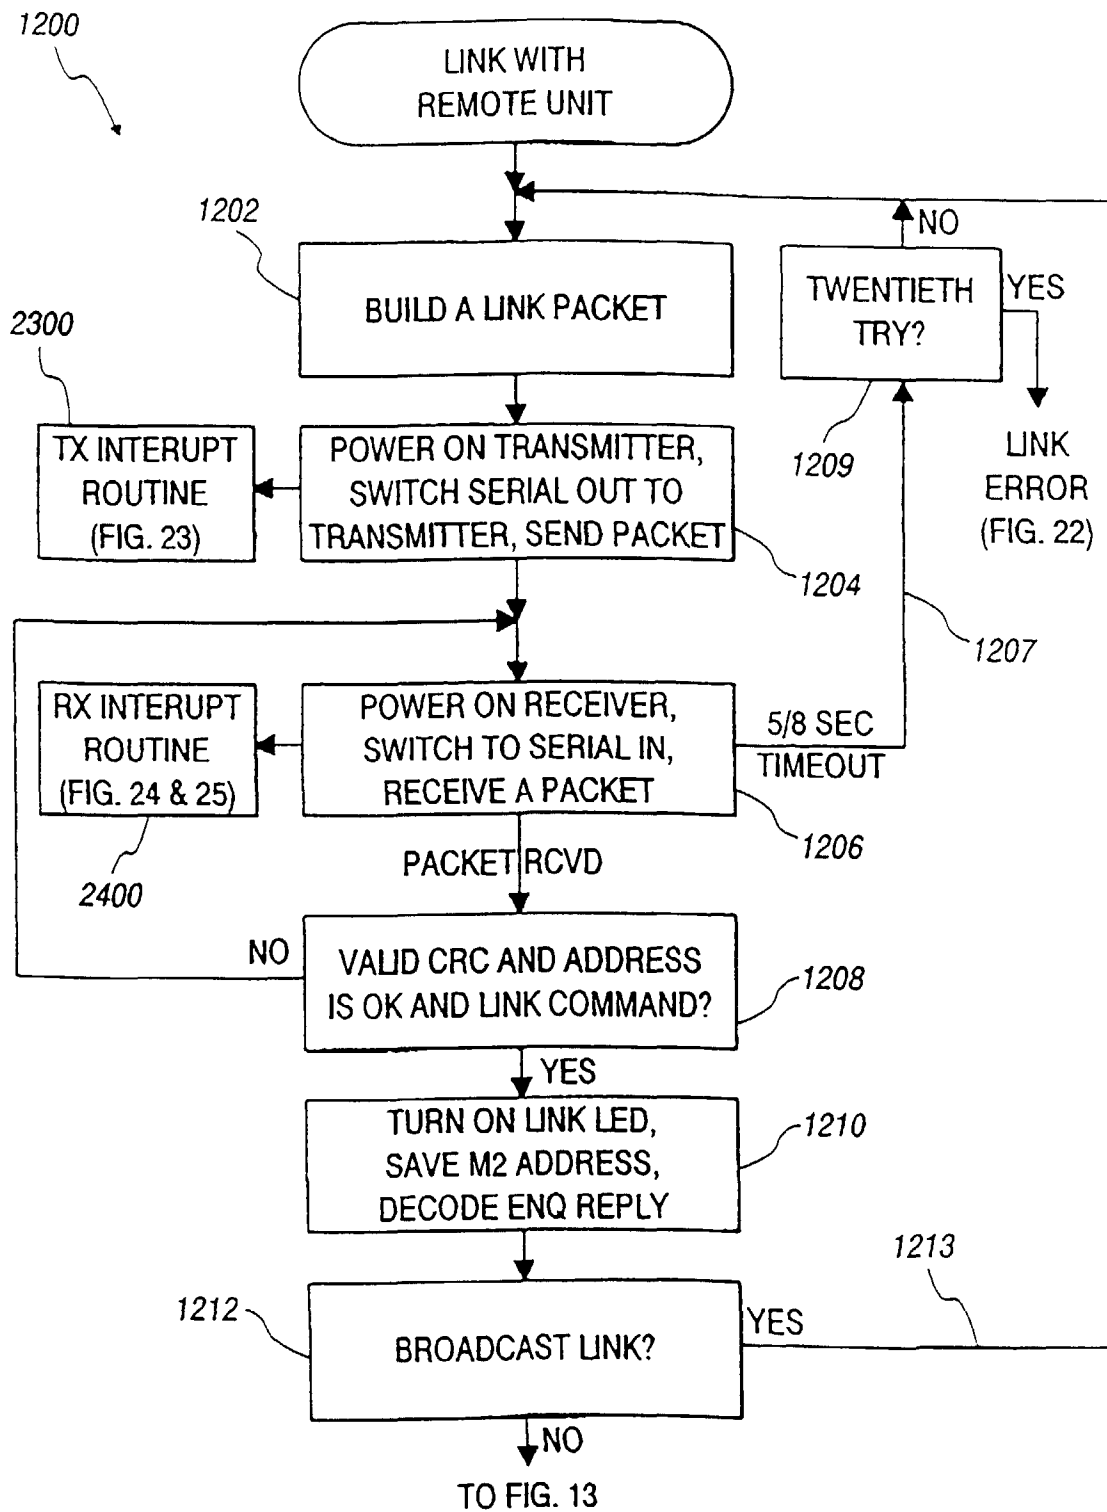 1200
LINK WITH
REMOTE UNIT
1202
NO
BUILD A LINK PACKET
TWENTIETH
TRY?
YES
2300
1209
LINK
ERROR
(FIG. 22)
TX INTERUPT
ROUTINE
(FIG. 23)
POWER ON TRANSMITTER,
SWITCH SERIAL OUT TO
TRANSMITTER, SEND PACKET
1204
1207
RX INTERUPT
ROUTINE
(FIG. 24 & 25)
POWER ON RECEIVER,
SWITCH TO SERIAL IN,
RECEIVE A PACKET
5/8 SEC
TIMEOUT
1206
2400
PACKET RCVD
NO
VALID CRC AND ADDRESS
IS OK AND LINK COMMAND?
1208
YES
TURN ON LINK LED,
SAVE M2 ADDRESS,
DECODE ENQ REPLY
1210
1213
1212
BROADCAST LINK?
YES
NO
TO FIG. 13